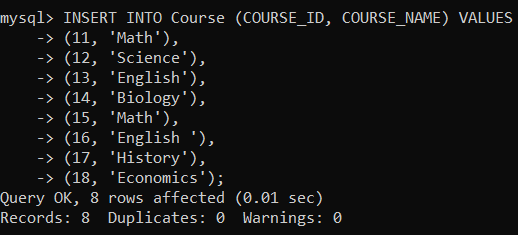 mysql> INSERT INTO Course (COURSE_ID, COURSE_NAME) VALUES
    -> (11, 'Math'),
    -> (12, 'Science'),
    -> (13, 'English'),
    -> (14, 'Biology'),
    -> (15, 'Math'),
    -> (16, 'English '),
    -> (17, 'History'),
    -> (18, 'Economics');
Query OK, 8 rows affected (0.01 sec)
Records: 8  Duplicates: 0  Warnings: 0